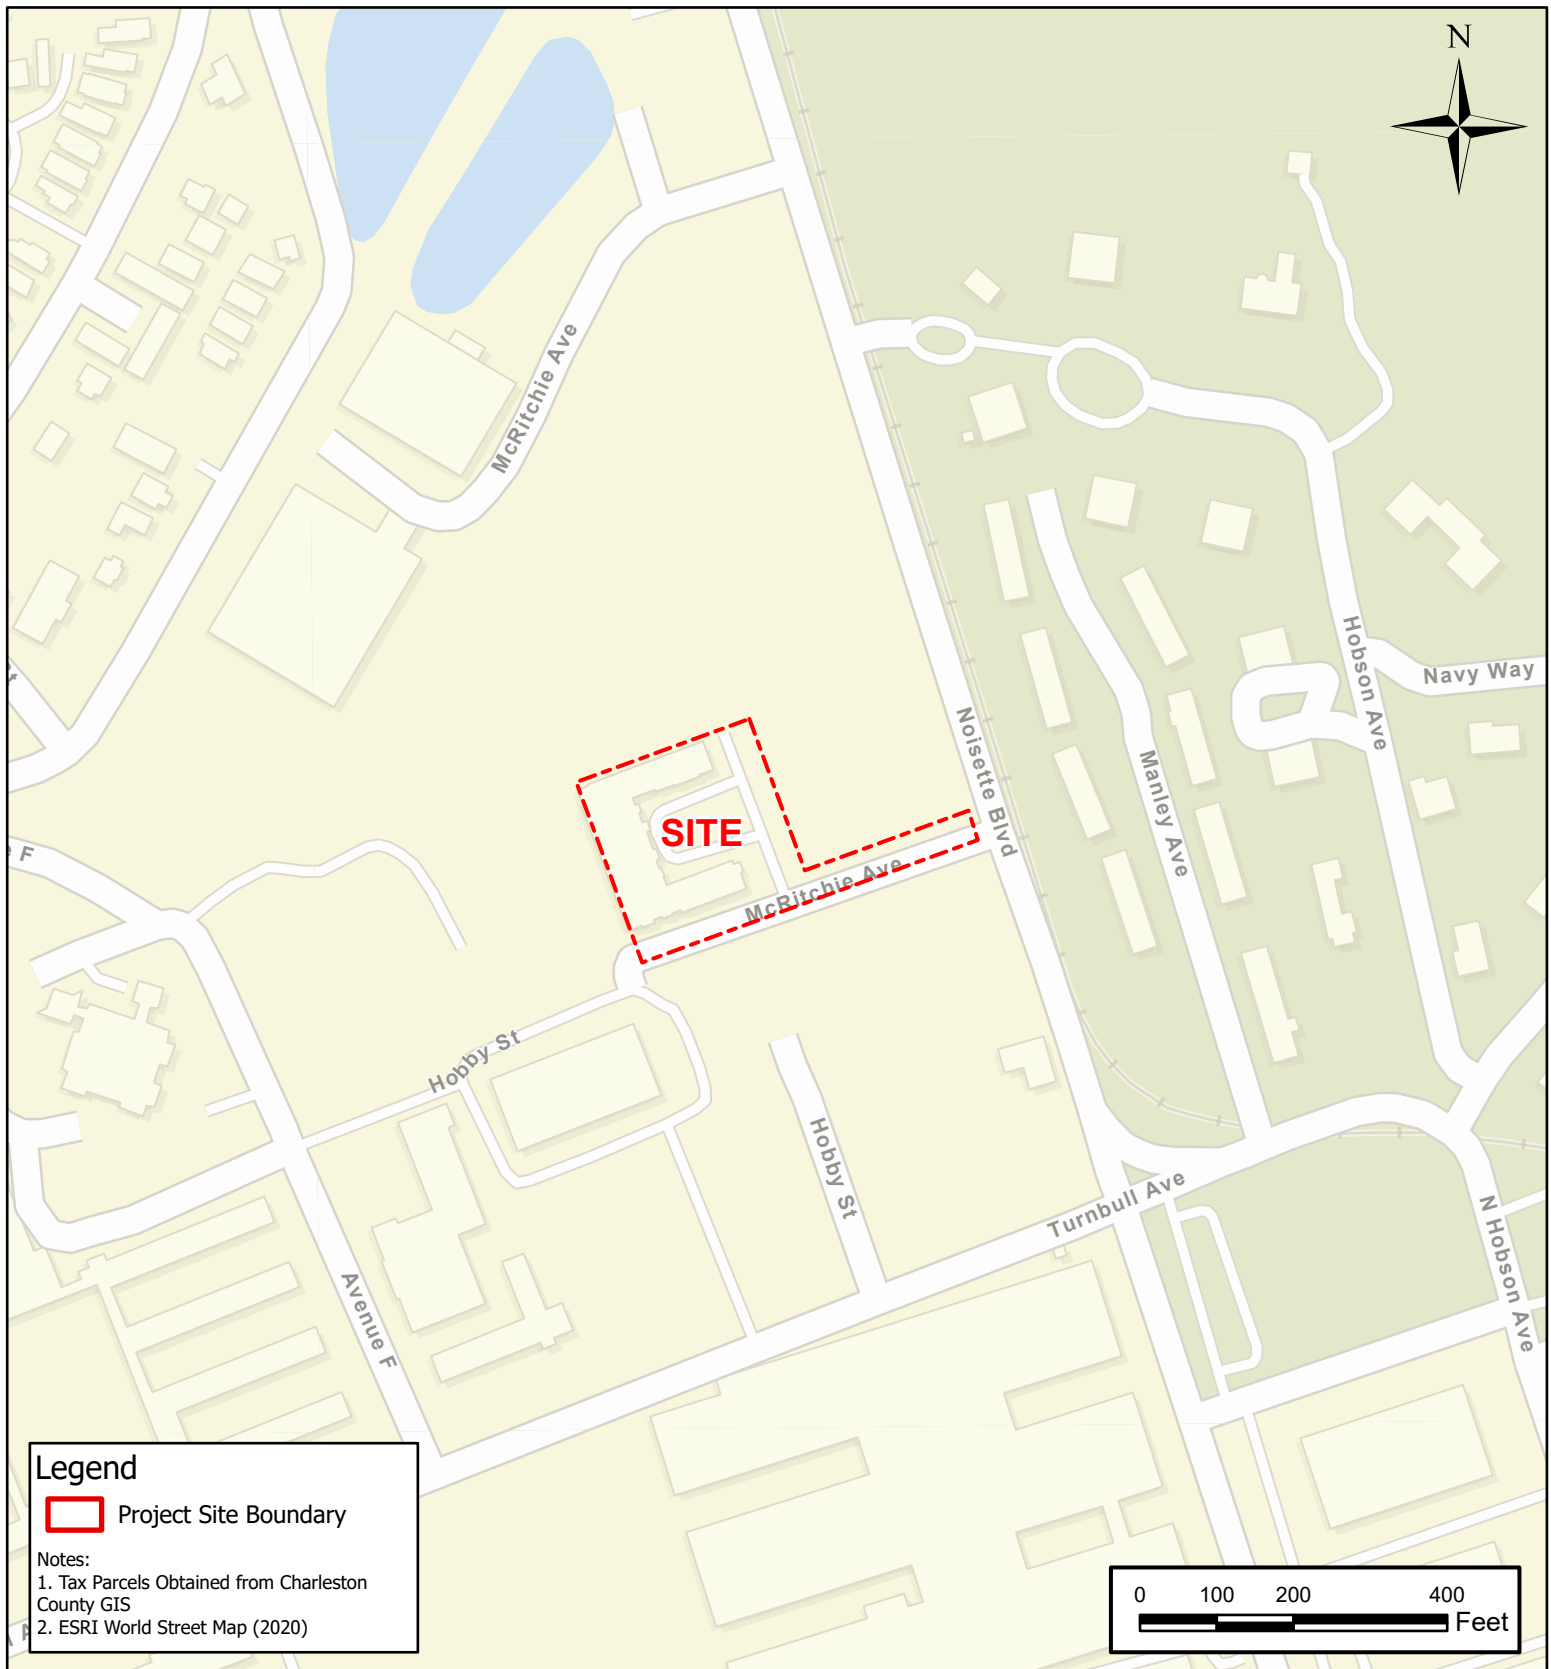 N
McRitchie Ave
Hobson Ave
Navy Way
Noisette Blvd
Manley Ave
SITE
McRitchie Ave
Hobby St
Hobby St
Turnbull Ave
N Hobson Ave
Avenue F
Legend
Project Site Boundary
Notes:
1. Tax Parcels Obtained from Charleston
County GIS
2. ESRI World Street Map (2020)
0 100 200 400
Feet